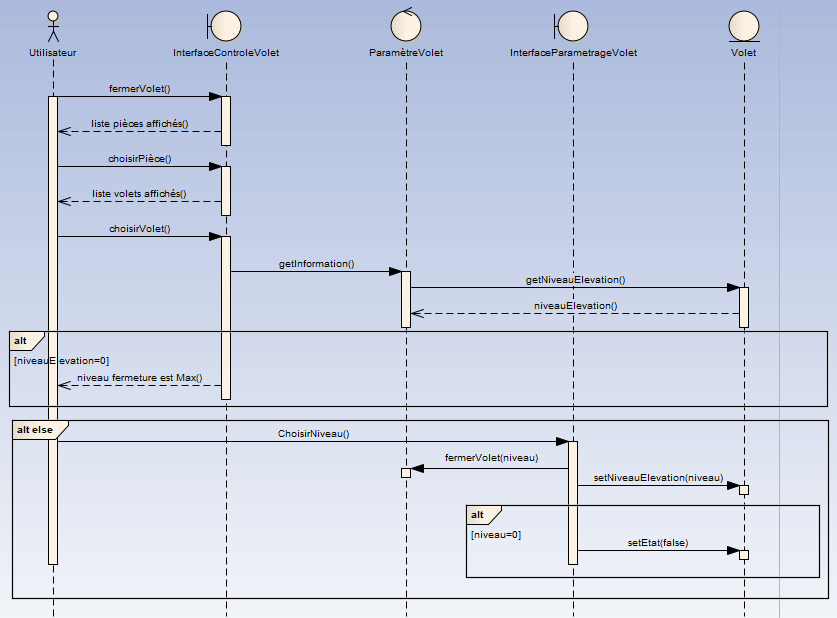 Utilisateur
InterfaceControleVolet
ParamètreVolet
InterfaceParametrageVolet
Volet
fermerVolet()
liste pièces affichés()
choisirPièce()
liste volets affichés()
choisirVolet()
getInformation()
getNiveauElevation()
niveauElevation()
alt
[niveauElevation=0]
niveau fermeture est Max()
alt else
ChoisirNiveau()
fermerVolet(niveau)
setNiveauElevation(niveau)
alt
[niveau=0]
setEtat(false)